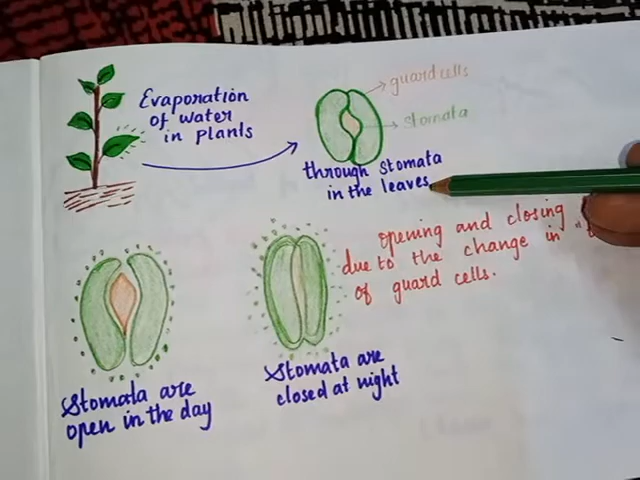 Evaporation
of water
in plants
guard cells
stomata
through stomata
in the leaves
opening and closing
due to the change in
of guard cells.
Stomata are
open in the day
Stomata are
closed at night